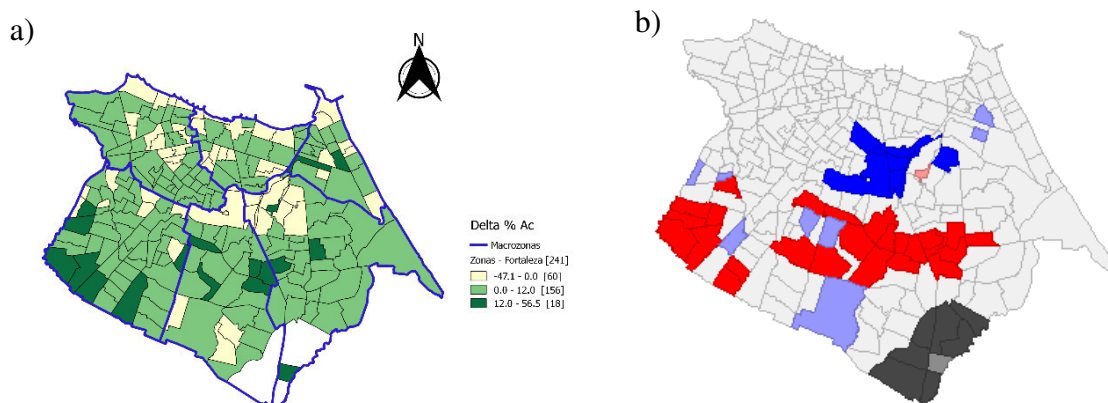 a)
N
b)
Delta % Ac
Macrozonas
Zonas - Fortaleza [241]
-47.1 - 0.0 [60]
0.0 - 12.0 [156]
12.0 - 56.5 [18]